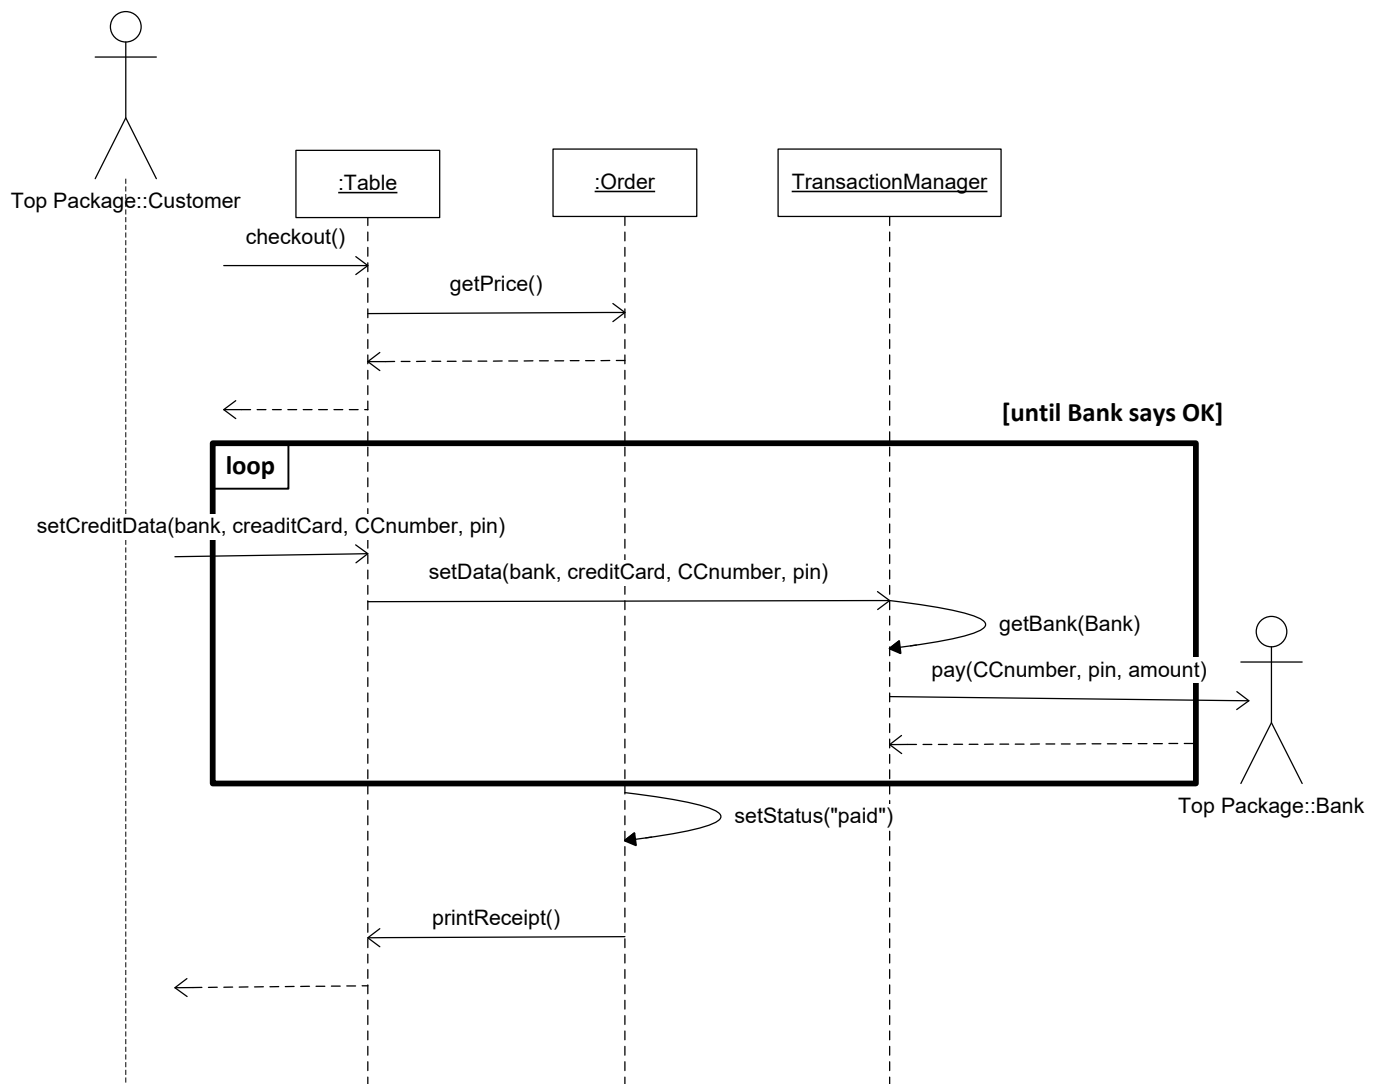 :Table
:Order
TransactionManager
Top Package::Customer
checkout()
getPrice()
[until Bank says OK]
loop
setCreditData(bank, creaditCard, CCnumber, pin)
setData(bank, creditCard, CCnumber, pin)
getBank(Bank)
pay(CCnumber, pin, amount)
Top Package::Bank
setStatus("paid")
printReceipt()